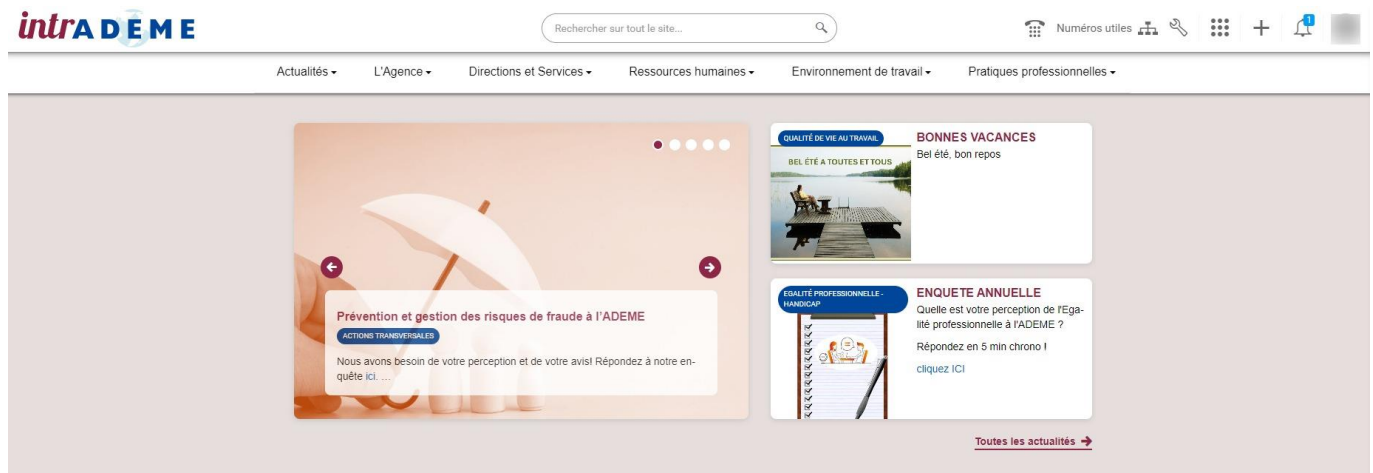 intrADEME
Rechercher sur tout le site...
Numéros utiles
1
Actualités
L'Agence
Directions et Services
Ressources humaines
Environnement de travail
Pratiques professionnelles
Prévention et gestion des risques de fraude à l'ADEME
ACTIONS TRANSVERSALES
Nous avons besoin de votre perception et de votre avis! Répondez à notre en-
quête ici. ...
QUALITÉ DE VIE AU TRAVAIL
BEL ÉTÉ A TOUTES ET TOUS
BONNES VACANCES
Bel été, bon repos
EGALITÉ PROFESSIONNELLE -
HANDICAP
ENQUETE ANNUELLE
Quelle est votre perception de l'Ega-
lité professionnelle à l'ADEME ?
Répondez en 5 min chrono !
cliquez ICI
Toutes les actualités